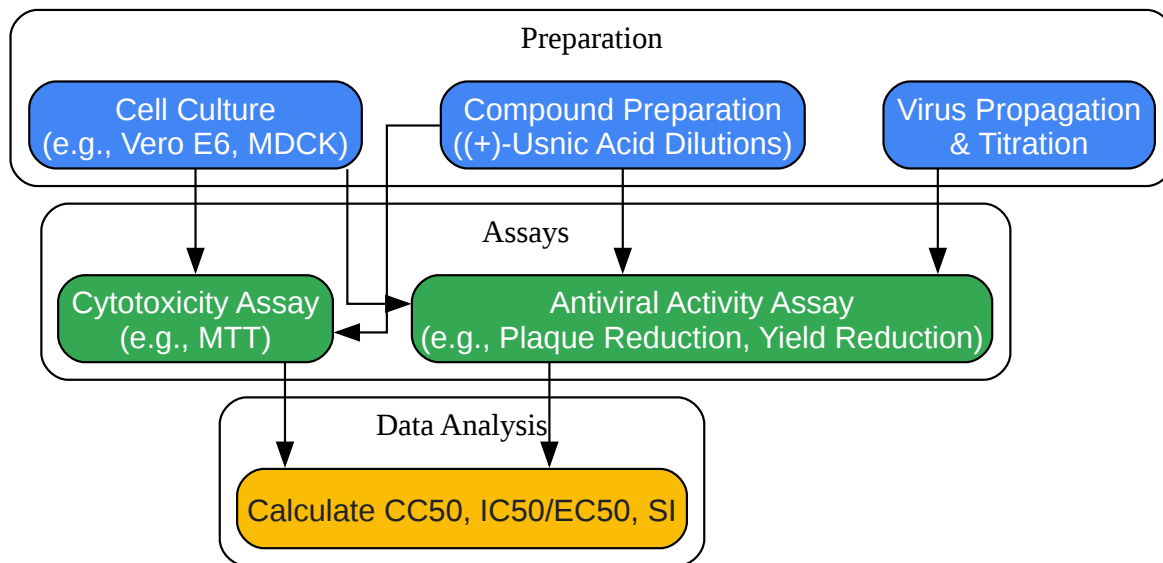 Preparation
Cell Culture
(e.g., Vero E6, MDCK)
Compound Preparation
((+)-Usnic Acid Dilutions)
Virus Propagation
& Titration
Assays
Cytotoxicity Assay
(e.g., MTT)
Antiviral Activity Assay
(e.g., Plaque Reduction, Yield Reduction)
Data Analysis
Calculate CC50, IC50/EC50, SI